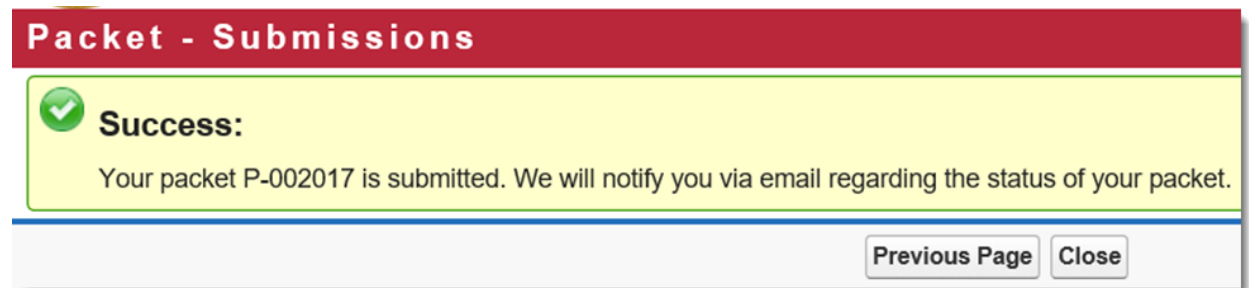 Packet - Submissions
Success:
Your packet P-002017 is submitted. We will notify you via email regarding the status of your packet.
Previous Page Close